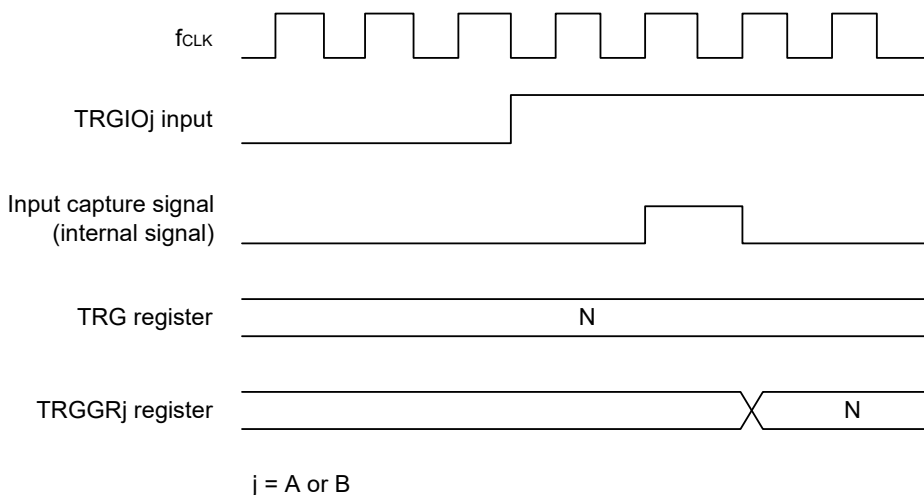 fCLK
TRGIOj input
Input capture signal
(internal signal)
TRG register
N
TRGGRj register
N
j = A or B